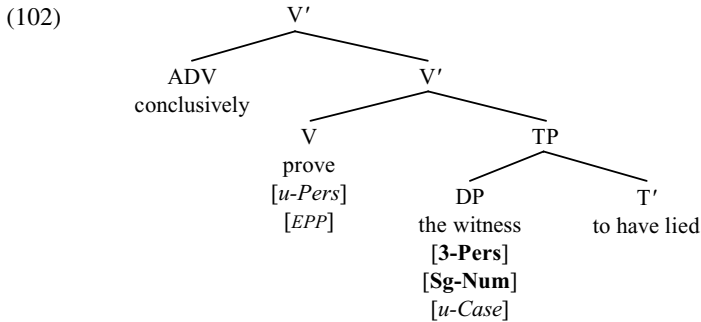 (102)
V′
ADV
conclusively
V′
V
prove
[u-Pers]
[EPP]
TP
DP
the witness
[3-Pers]
[Sg-Num]
[u-Case]
T′
to have lied